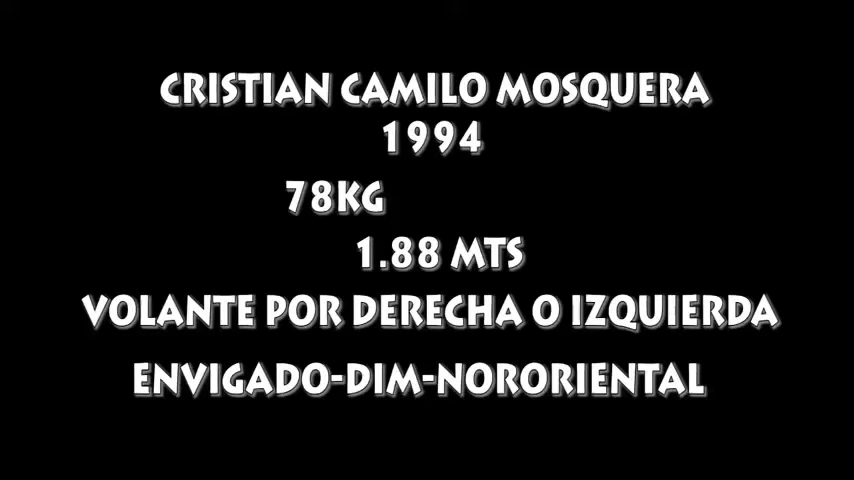 CRISTIAN CAMILO MOSQUERA
1994
78KG
1.88 MTS
VOLANTE POR DERECHA O IZQUIERDA
ENVIGADO-DIM-NORORIENTAL